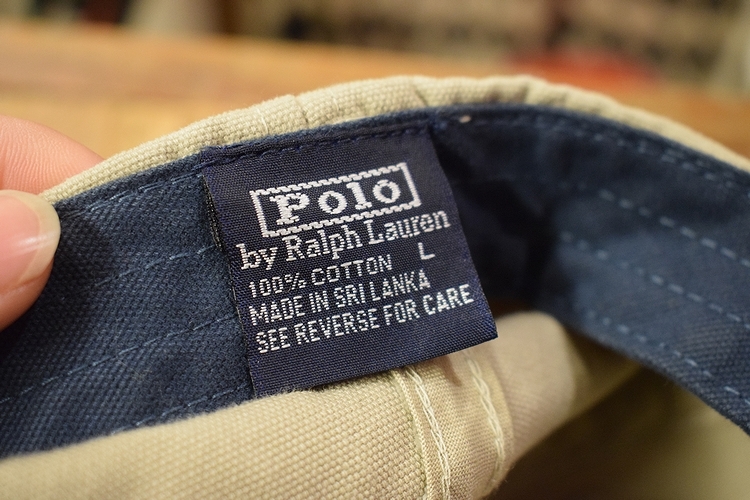 Polo
by Ralph Lauren
100% COTTON L
MADE IN SRI LANKA
SEE REVERSE FOR CARE